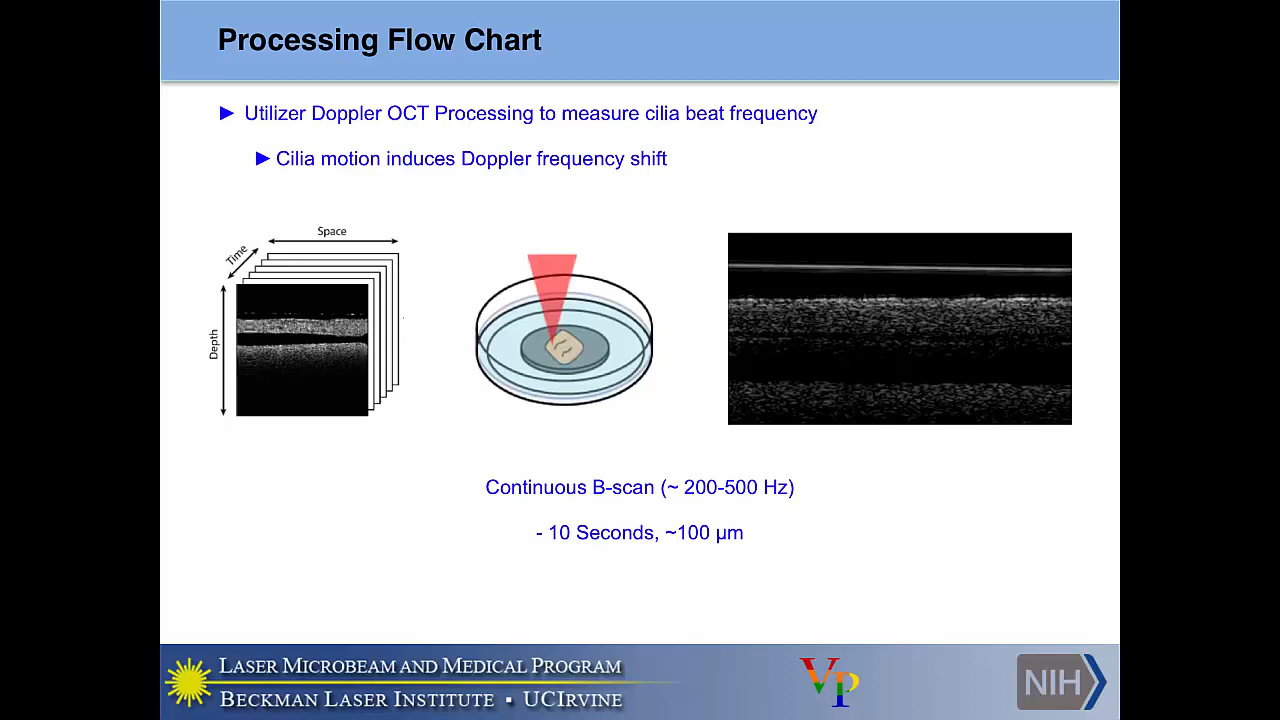 Processing Flow Chart
► Utilizer Doppler OCT Processing to measure cilia beat frequency
► Cilia motion induces Doppler frequency shift
Space
Time
Depth
Continuous B-scan (~ 200-500 Hz)
- 10 Seconds, ~100 µm
LASER MICROBEAM AND MEDICAL PROGRAM
BECKMAN LASER INSTITUTE ▪ UCIRVINE
VP
NIH